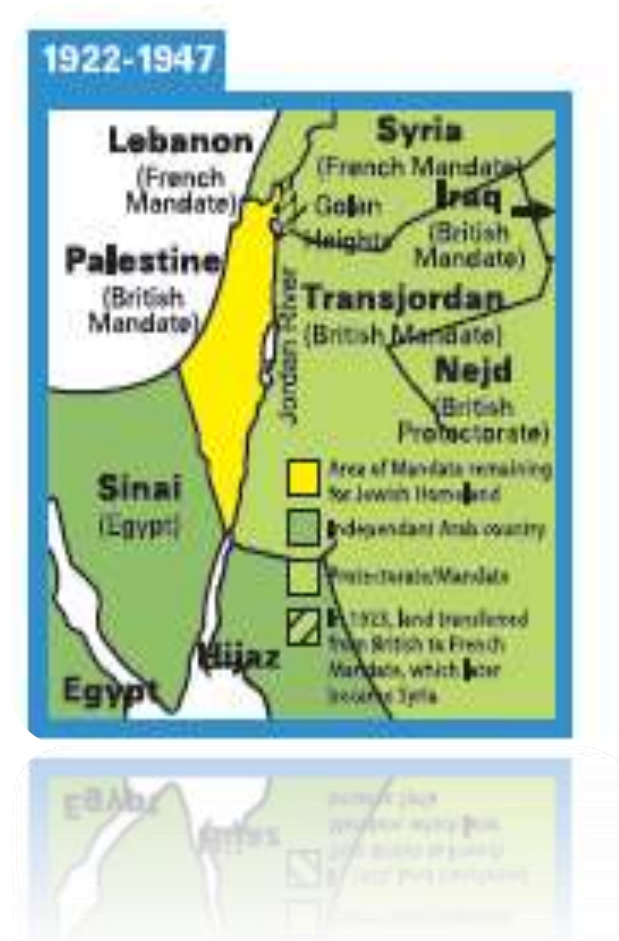 1922-1947
Lebanon
(French
Mandate)
Syria
(French Mandate)
Golan
Heights
Iraq
(British
Mandate)
Palestine
(British
Mandate)
Jordan River
Transjordan
(British Mandate)
Nejd
(British
Protectorate)
Sinai
(Egypt)
Area of Mandate remaining
for Jewish Homeland
Independant Arab country
Protectorate/Mandate
In 1923, land transferred
from British to French
Mandate, which later
became Syria
Hijaz
Egypt